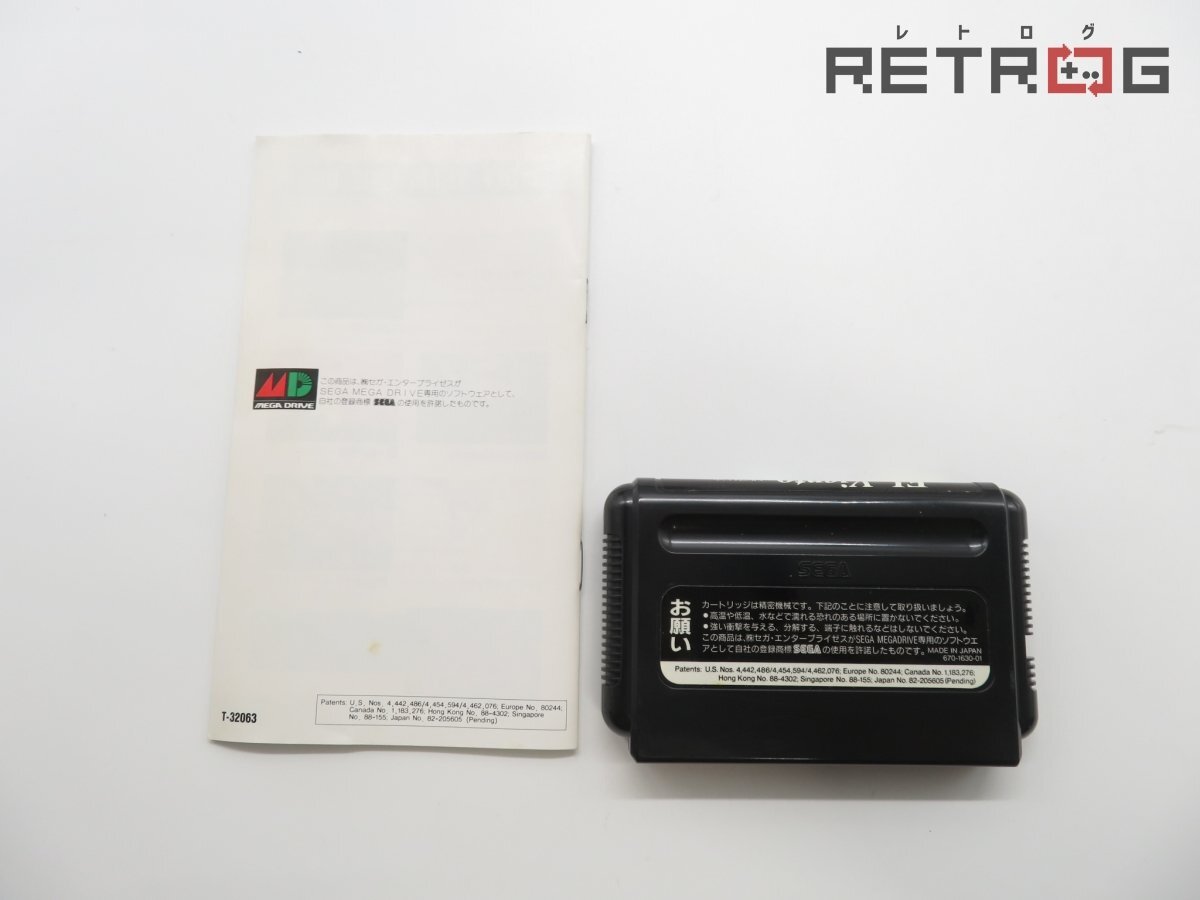 レトログ
RETROG
MEGA DRIVE
この商品は、㈱セガ・エンタープライゼスが
SEGA MEGA DRIVE専用のソフトウェアとして、
自社の登録商標 SEGA の使用を許諾したものです。
T-32063
Patents: U.S. Nos. 4,442,486/4,454,594/4,462,076; Europe No. 80244;
Canada No. 1,183,276; Hong Kong No. 88-4302; Singapore
No. 88-155; Japan No. 82-205605 (Pending)
SEGA
お願い
カートリッジは精密機械です。下記のことに注意して取り扱いましょう。
●高温や低温、水などで濡れる恐れのある場所に置かないでください。
●強い衝撃を与える、分解する、端子に触れるなどはしないでください。
この商品は、㈱セガ・エンタープライゼスがSEGA MEGADRIVE専用のソフトウエ
アとして自社の登録商標SEGAの使用を許諾したものです。MADE IN JAPAN
670-1630-01
Patents: U.S. Nos. 4,442,486/4,454,594/4,462,076; Europe No. 80244; Canada No. 1,183,276;
Hong Kong No. 88-4302; Singapore No. 88-155; Japan No. 82-205605 (Pending)